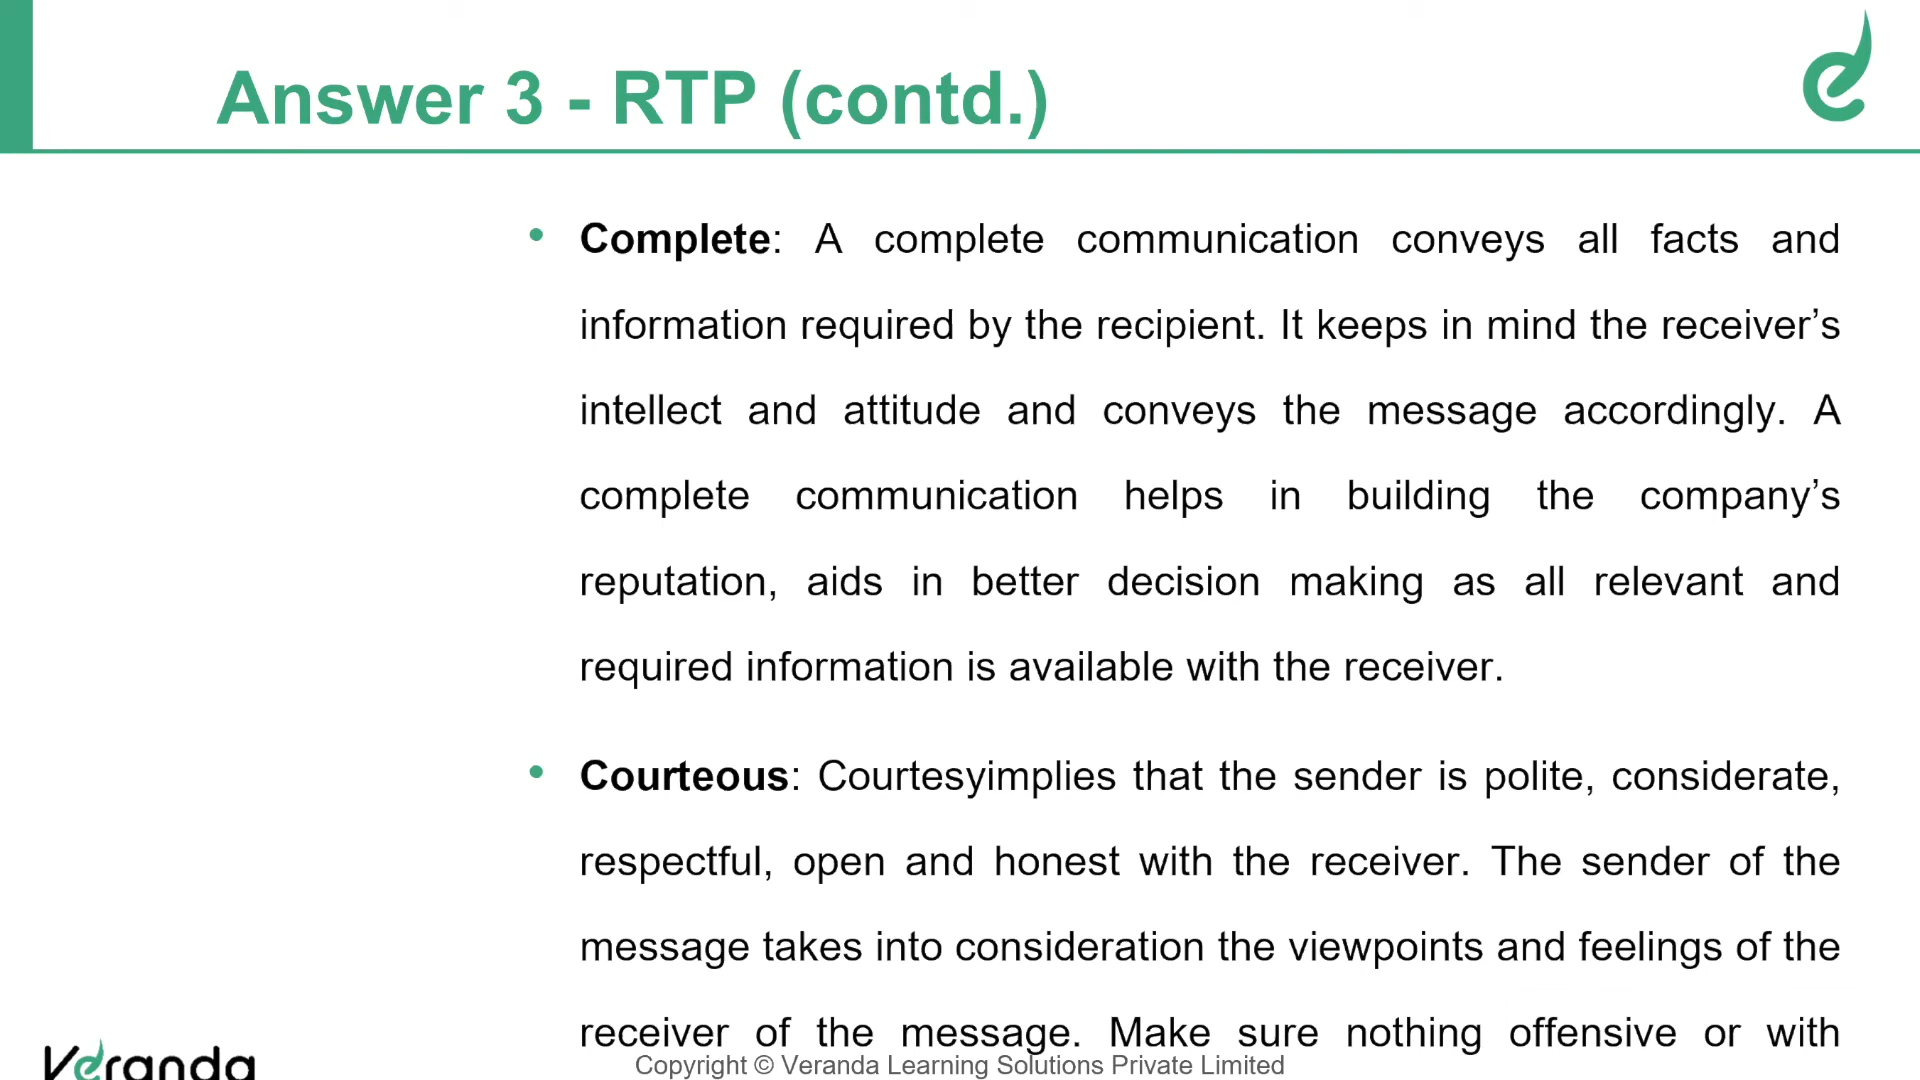 Answer 3 - RTP (contd.)
• Complete: A complete communication conveys all facts and
information required by the recipient. It keeps in mind the receiver’s
intellect and attitude and conveys the message accordingly. A
complete communication helps in building the company’s
reputation, aids in better decision making as all relevant and
required information is available with the receiver.
• Courteous: Courtesyimplies that the sender is polite, considerate,
respectful, open and honest with the receiver. The sender of the
message takes into consideration the viewpoints and feelings of the
receiver of the message. Make sure nothing offensive or with
Veranda
Copyright © Veranda Learning Solutions Private Limited